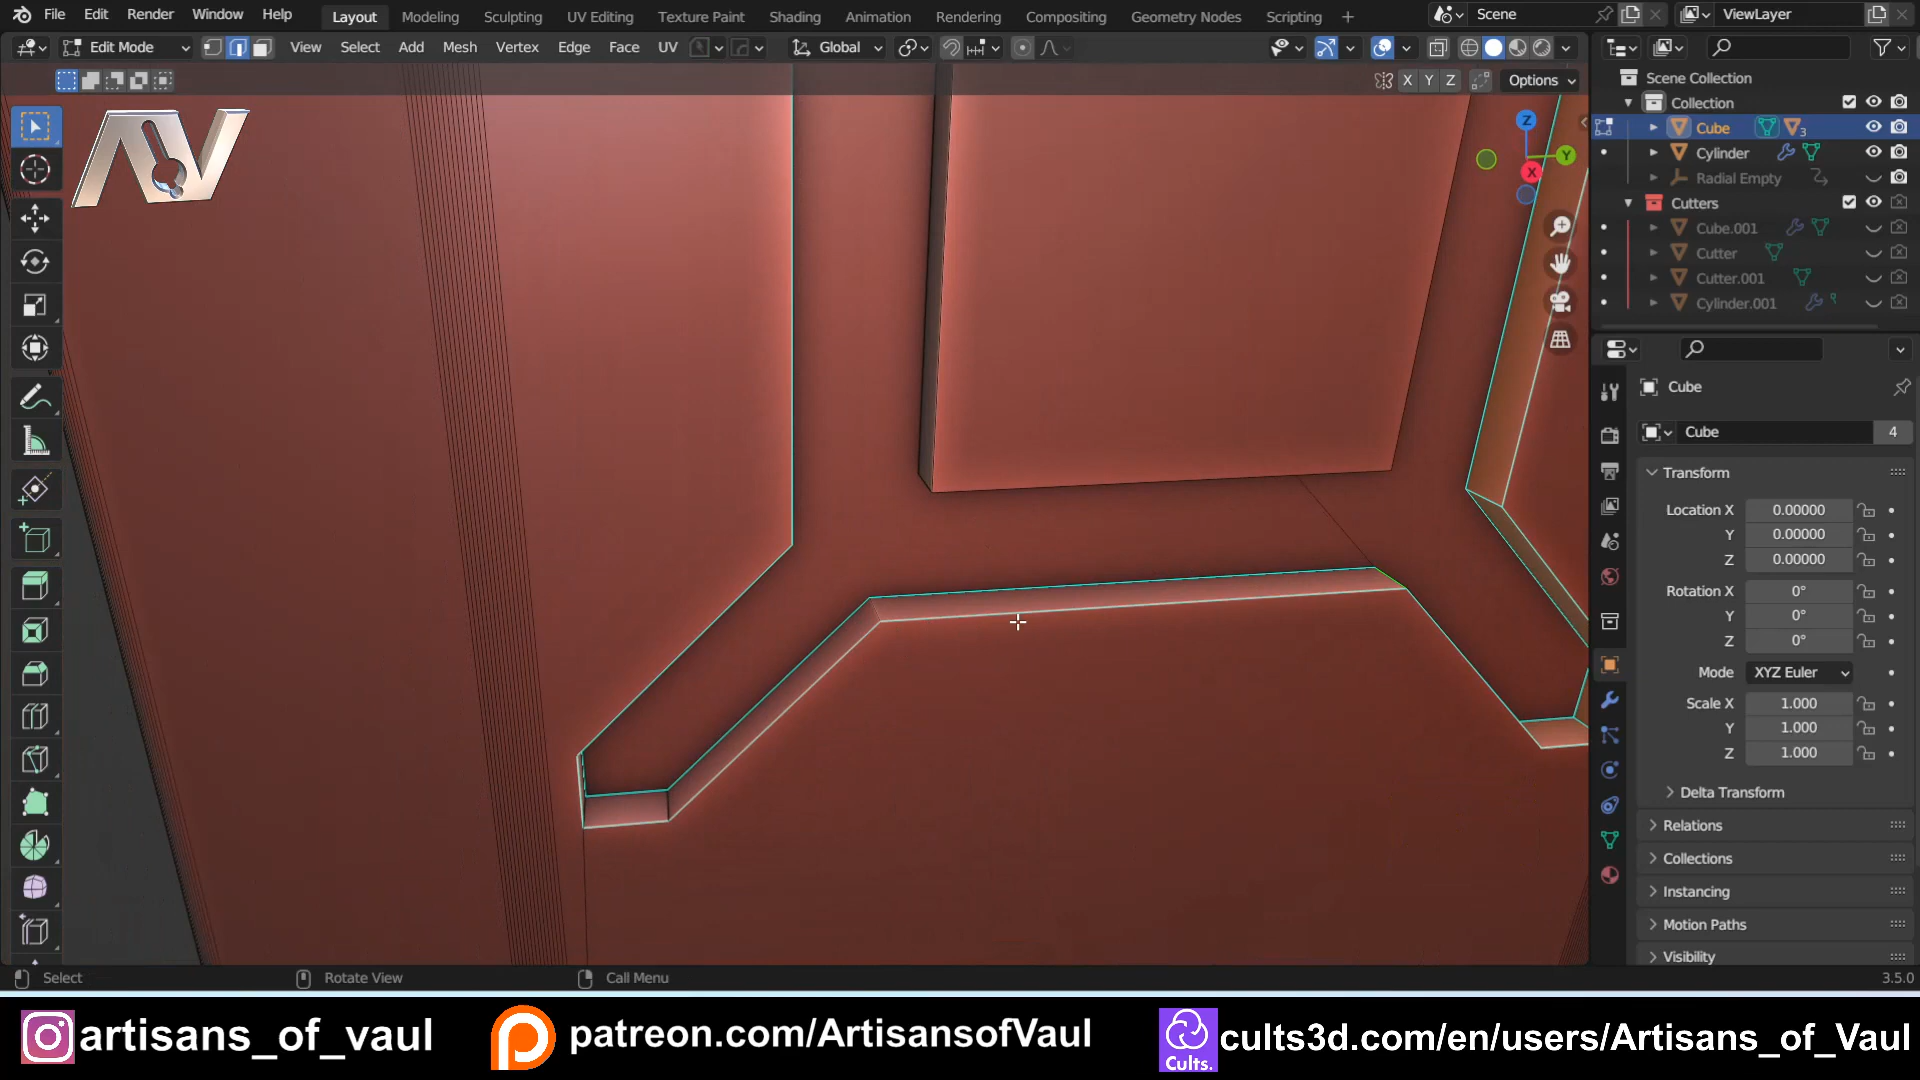 File Edit Render Window Help Layout Modeling Sculpting UV Editing Texture Paint Shading Animation Rendering Compositing Geometry Nodes Scripting + Scene ViewLayer
Edit Mode View Select Add Mesh Vertex Edge Face UV Global
X Y Z Options
Scene Collection
Collection
Cube 3
Cylinder
Radial Empty
Cutters
Cube.001
Cutter
Cutter.001
Cylinder.001
Z
Y
X
Cube
Cube 4
Transform
Location X 0.00000
Y 0.00000
Z 0.00000
Rotation X 0°
Y 0°
Z 0°
Mode XYZ Euler
Scale X 1.000
Y 1.000
Z 1.000
Delta Transform
Relations
Collections
Instancing
Motion Paths
Visibility
Select Rotate View Call Menu 3.5.0
artisans_of_vaul patreon.com/ArtisansofVaul Cults. cults3d.com/en/users/Artisans_of_Vaul